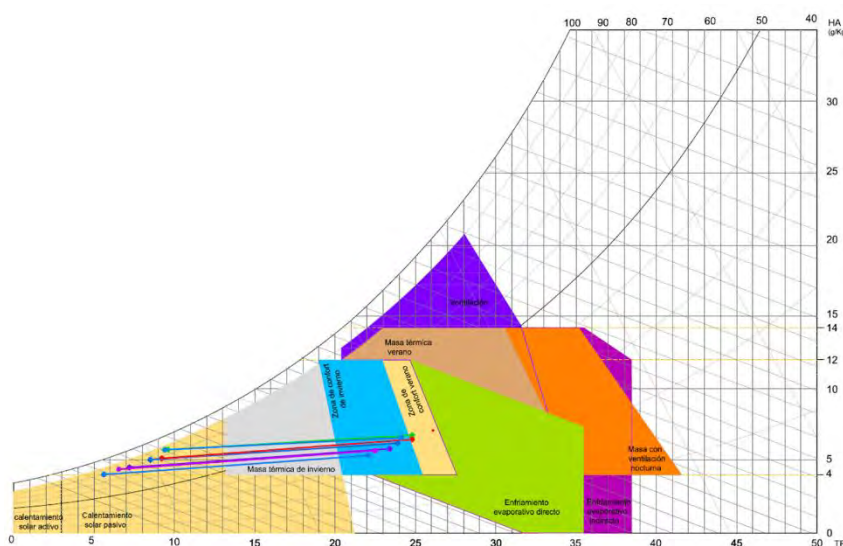 100 90 80 70 60 50 40 HA
(g/Kg)
30
25
20
Ventilación
15
14
Masa térmica
verano
12
Zona de confort
de invierno
Zona de
confort verano
10
Masa con
ventilación
nocturna
5
Masa térmica de invierno
4
Enfriamiento
evaporativo directo
Enfriamiento
evaporativo
calentamiento
solar activo
Calentamiento
solar pasivo
0
0 5 10 15 20 25 30 35 40 45 50